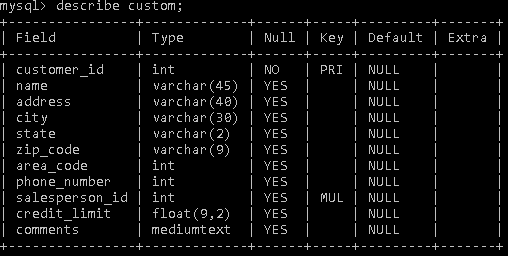 mysql> describe custom;
+----------------+-------------+------+-----+---------+-------+
| Field          | Type        | Null | Key | Default | Extra |
+----------------+-------------+------+-----+---------+-------+
| customer_id    | int         | NO   | PRI | NULL    |       |
| name           | varchar(45) | YES  |     | NULL    |       |
| address        | varchar(40) | YES  |     | NULL    |       |
| city           | varchar(30) | YES  |     | NULL    |       |
| state          | varchar(2)  | YES  |     | NULL    |       |
| zip_code       | varchar(9)  | YES  |     | NULL    |       |
| area_code      | int         | YES  |     | NULL    |       |
| phone_number   | int         | YES  |     | NULL    |       |
| salesperson_id | int         | YES  | MUL | NULL    |       |
| credit_limit   | float(9,2)  | YES  |     | NULL    |       |
| comments       | mediumtext  | YES  |     | NULL    |       |
+----------------+-------------+------+-----+---------+-------+